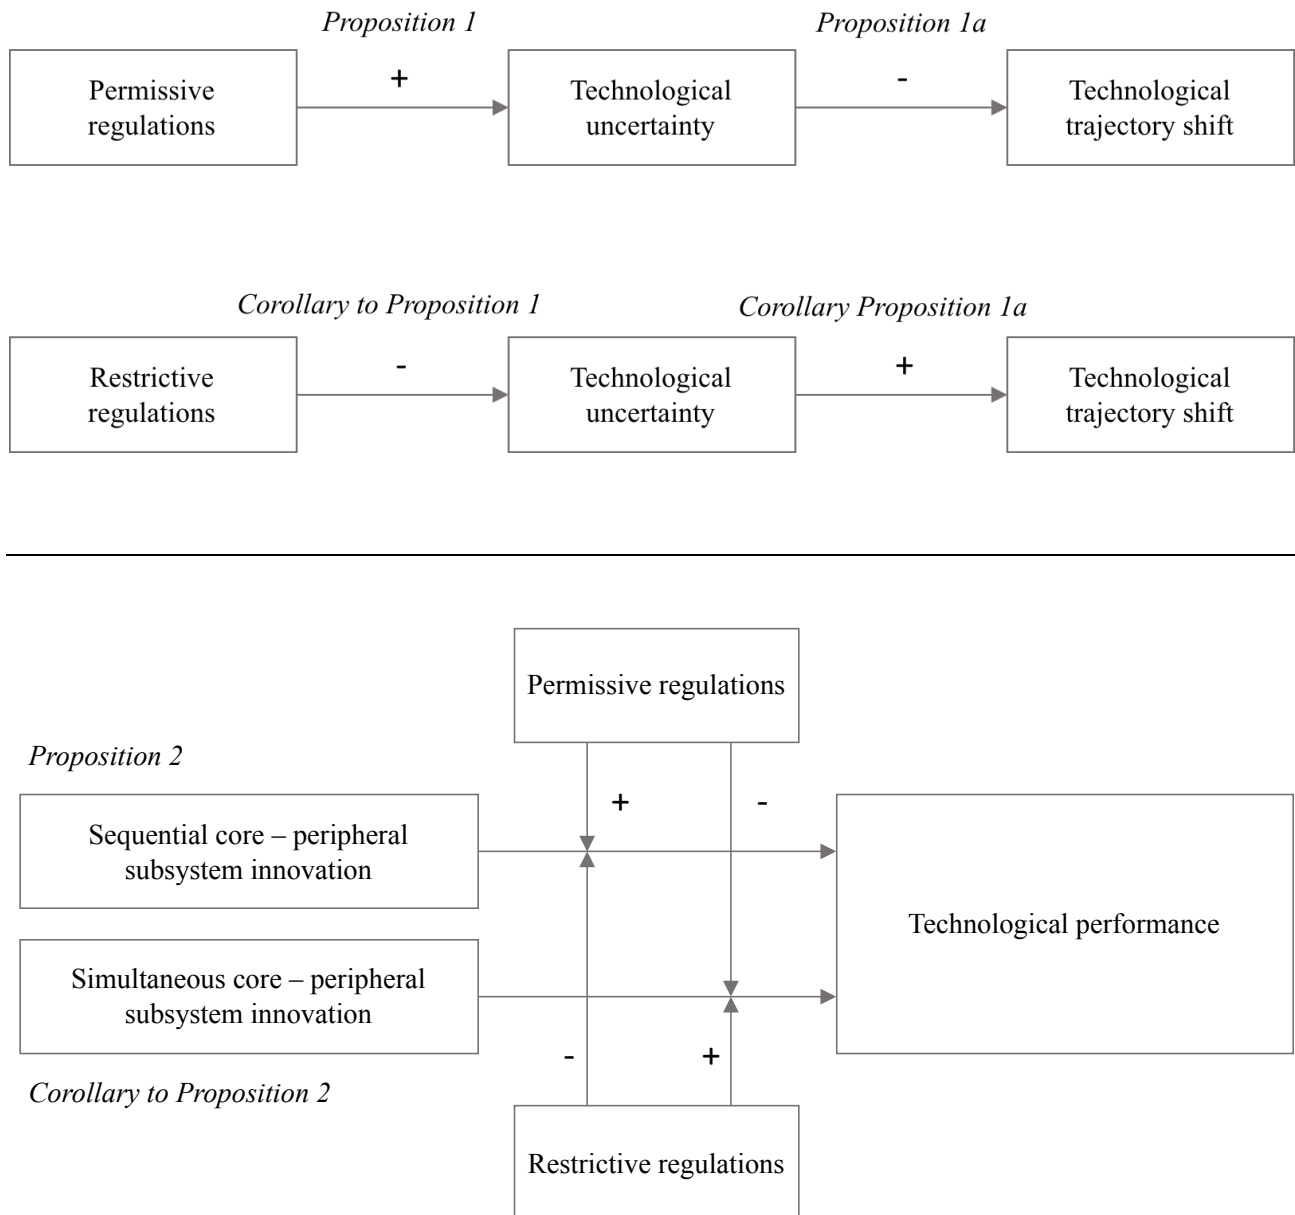 Proposition 1
Proposition 1a
+
-
Permissive
regulations
Technological
uncertainty
Technological
trajectory shift
Corollary to Proposition 1
Corollary Proposition 1a
-
+
Restrictive
regulations
Technological
uncertainty
Technological
trajectory shift
Permissive regulations
Proposition 2
+
-
Sequential core – peripheral
subsystem innovation
Technological performance
Simultaneous core – peripheral
subsystem innovation
-
+
Corollary to Proposition 2
Restrictive regulations